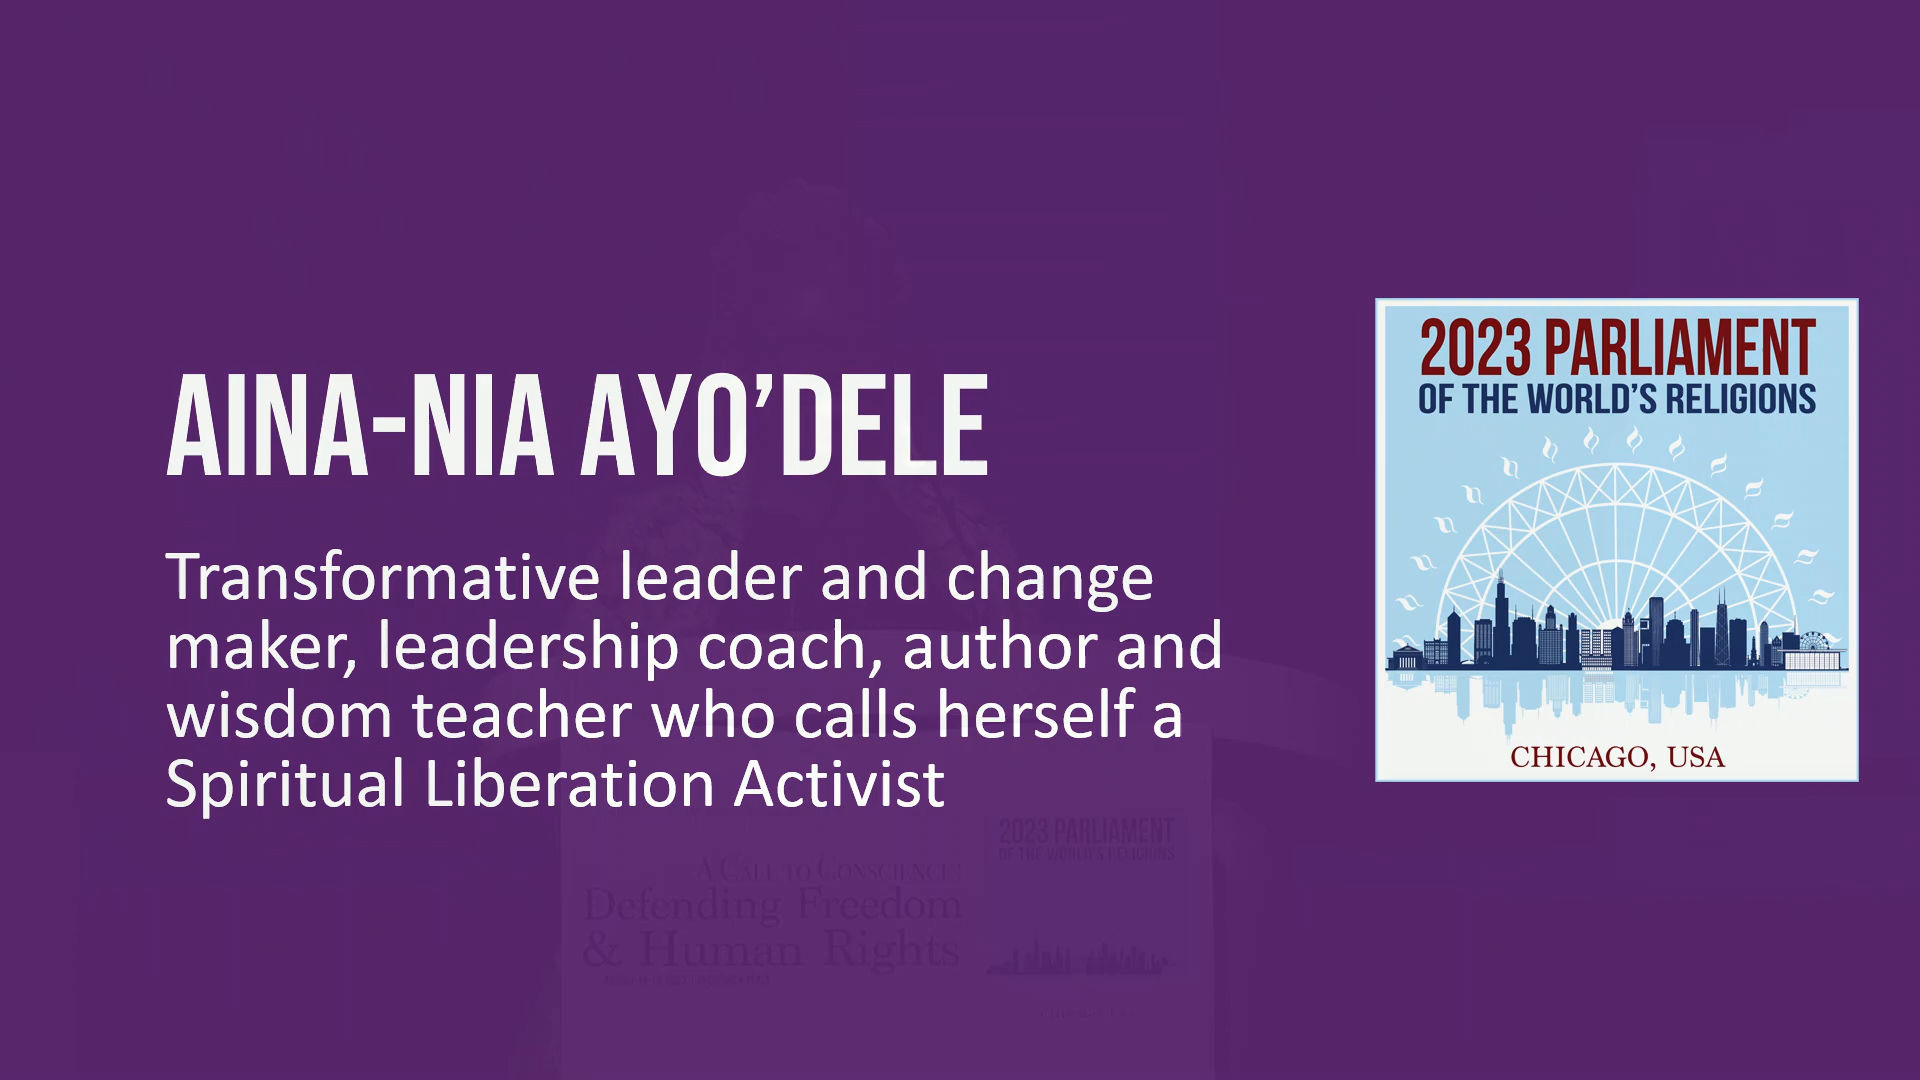 AINA-NIA AYO’DELE
Transformative leader and change
maker, leadership coach, author and
wisdom teacher who calls herself a
Spiritual Liberation Activist
2023 PARLIAMENT
OF THE WORLD’S RELIGIONS
CHICAGO, USA
A CALL TO CONSCIENCE:
Defending Freedom
& Human Rights
2023 PARLIAMENT
OF THE WORLD’S RELIGIONS